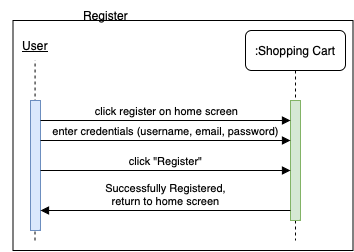 Register
User
:Shopping Cart
click register on home screen
enter credentials (username, email, password)
click "Register"
Successfully Registered,
return to home screen